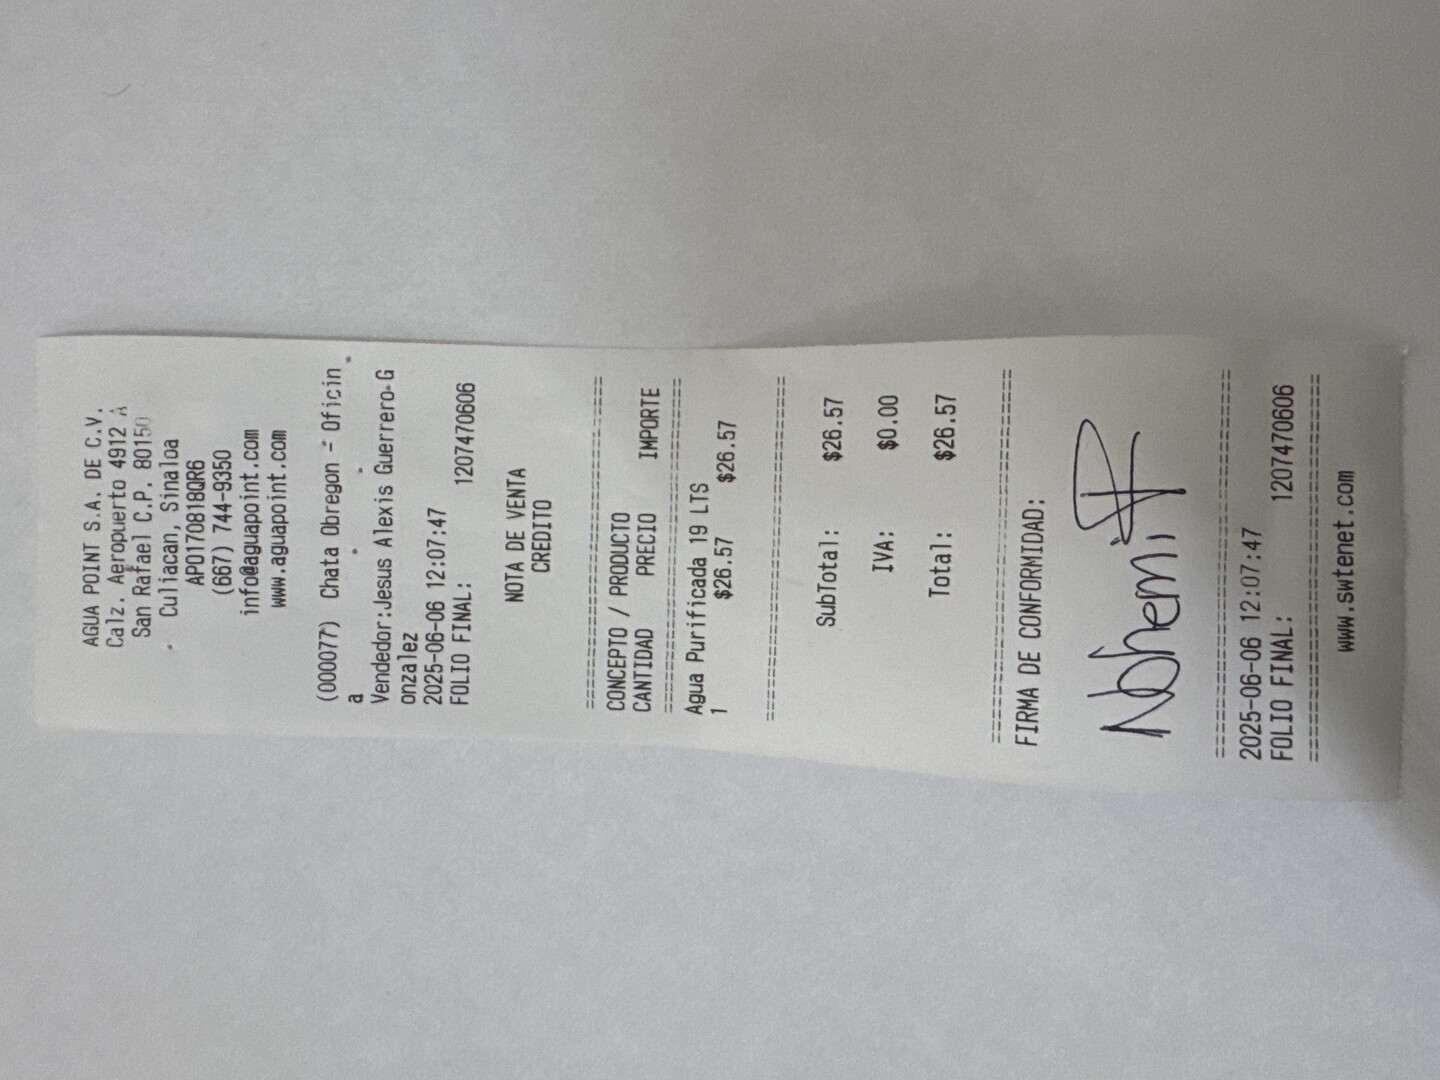 AGUA POINT S.A. DE C.V.
Calz. Aeropuerto 4912 A
San Rafael C.P. 80150
Culiacan, Sinaloa
APO170818QR6
(667) 744-9350
info@aguapoint.com
www.aguapoint.com
(000077) Chata Obregon - Oficin
a
Vendedor:Jesus Alexis Guerrero G
onzalez
2025-06-06 12:07:47
FOLIO FINAL: 1207470606
NOTA DE VENTA
CREDITO
CONCEPTO / PRODUCTO
CANTIDAD PRECIO IMPORTE
Agua Purificada 19 LTS
1 $26.57 $26.57
SubTotal: $26.57
IVA: $0.00
Total: $26.57
FIRMA DE CONFORMIDAD:
Nohemi
2025-06-06 12:07:47
FOLIO FINAL: 1207470606
www.swtenet.com